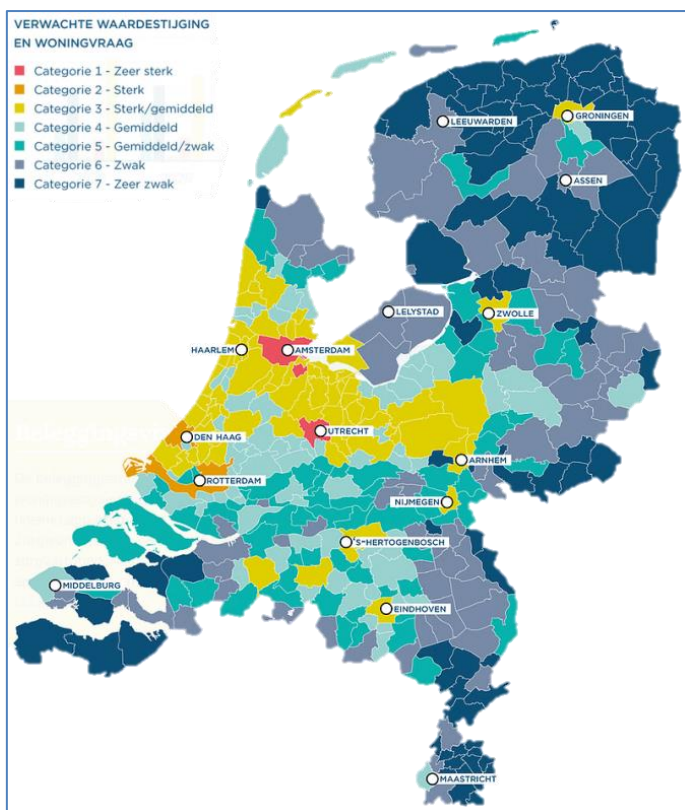 VERWACHTE WAARDESTIJGING
EN WONINGVRAAG
Categorie 1 - Zeer sterk
Categorie 2 - Sterk
Categorie 3 - Sterk/gemiddeld
Categorie 4 - Gemiddeld
Categorie 5 - Gemiddeld/zwak
Categorie 6 - Zwak
Categorie 7 - Zeer zwak
LEEUWARDEN
GRONINGEN
ASSEN
LELYSTAD
ZWOLLE
HAARLEM
AMSTERDAM
UTRECHT
DEN HAAG
ARNHEM
ROTTERDAM
NIJMEGEN
'S-HERTOGENBOSCH
MIDDELBURG
EINDHOVEN
MAASTRICHT